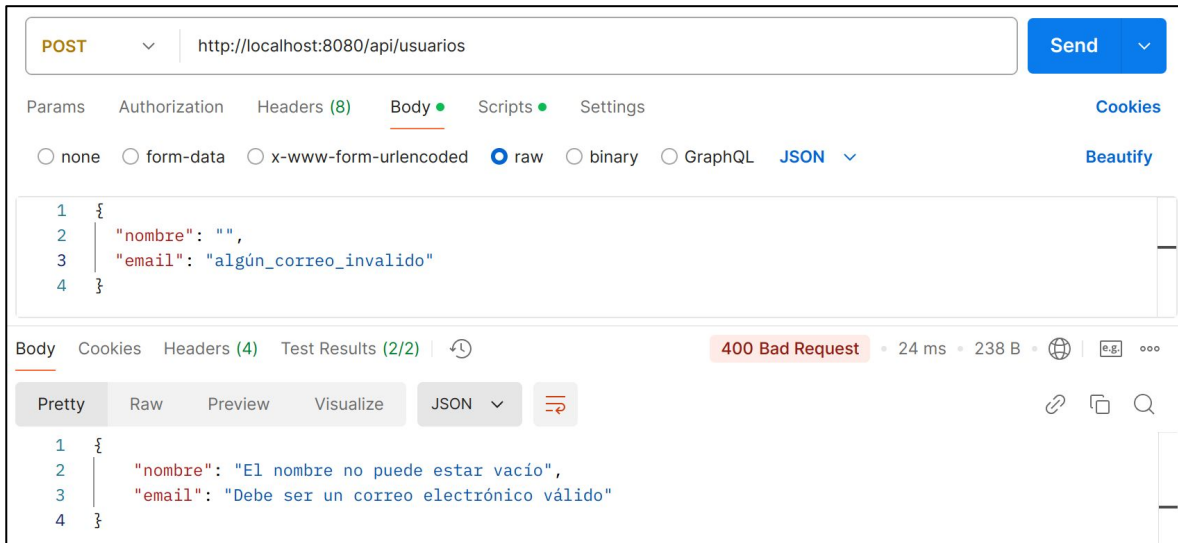 POST http://localhost:8080/api/usuarios Send
Params Authorization Headers (8) Body Scripts Settings Cookies
none form-data x-www-form-urlencoded raw binary GraphQL JSON Beautify
1 {
2 "nombre": "",
3 "email": "algún_correo_invalido"
4 }
Body Cookies Headers (4) Test Results (2/2) 400 Bad Request 24 ms 238 B e.g.
Pretty Raw Preview Visualize JSON
1 {
2 "nombre": "El nombre no puede estar vacío",
3 "email": "Debe ser un correo electrónico válido"
4 }